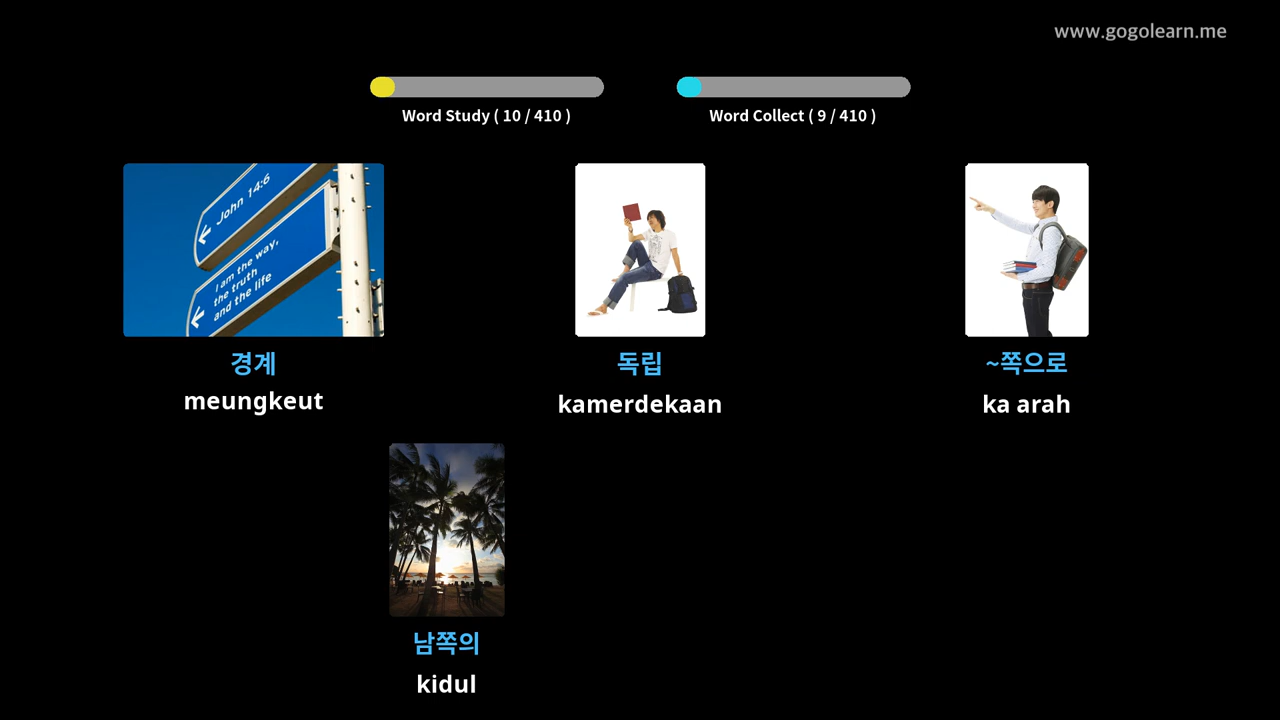 www.gogolearn.me
Word Study ( 10 / 410 )
Word Collect ( 9 / 410 )
John 14:6
I am the way,
the truth
and the life
경계
meungkeut
독립
kamerdekaan
~쪽으로
ka arah
남쪽의
kidul